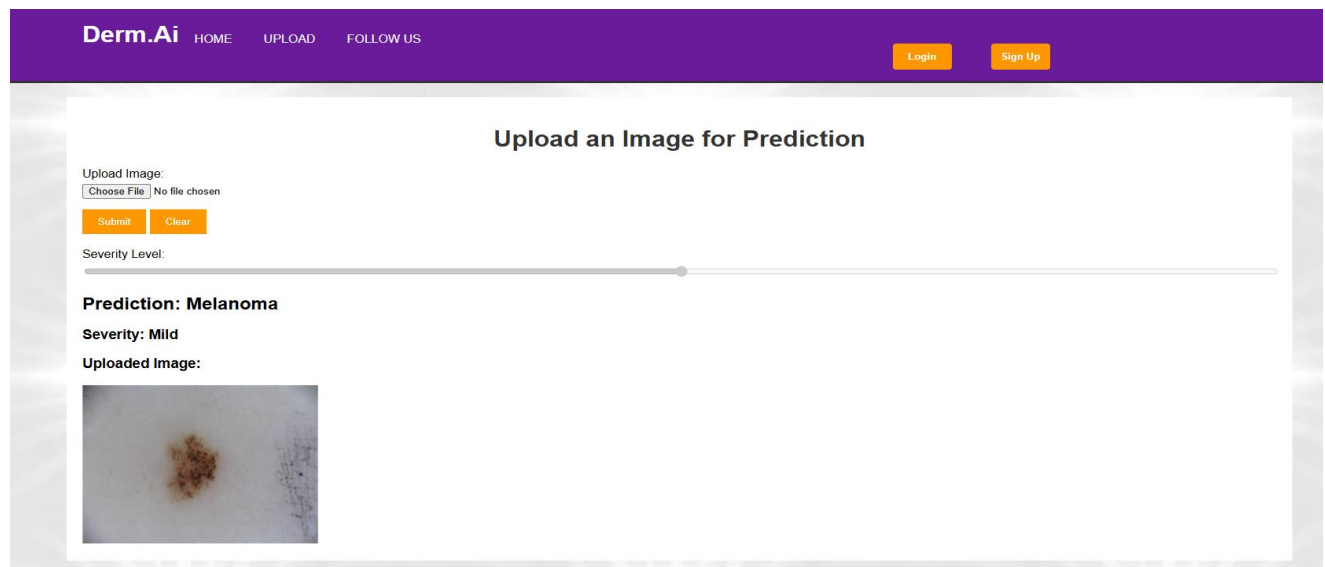 Derm.Ai HOME UPLOAD FOLLOW US
Login Sign Up
Upload an Image for Prediction
Upload Image:
Choose File No file chosen
Submit Clear
Severity Level:
Prediction: Melanoma
Severity: Mild
Uploaded Image: